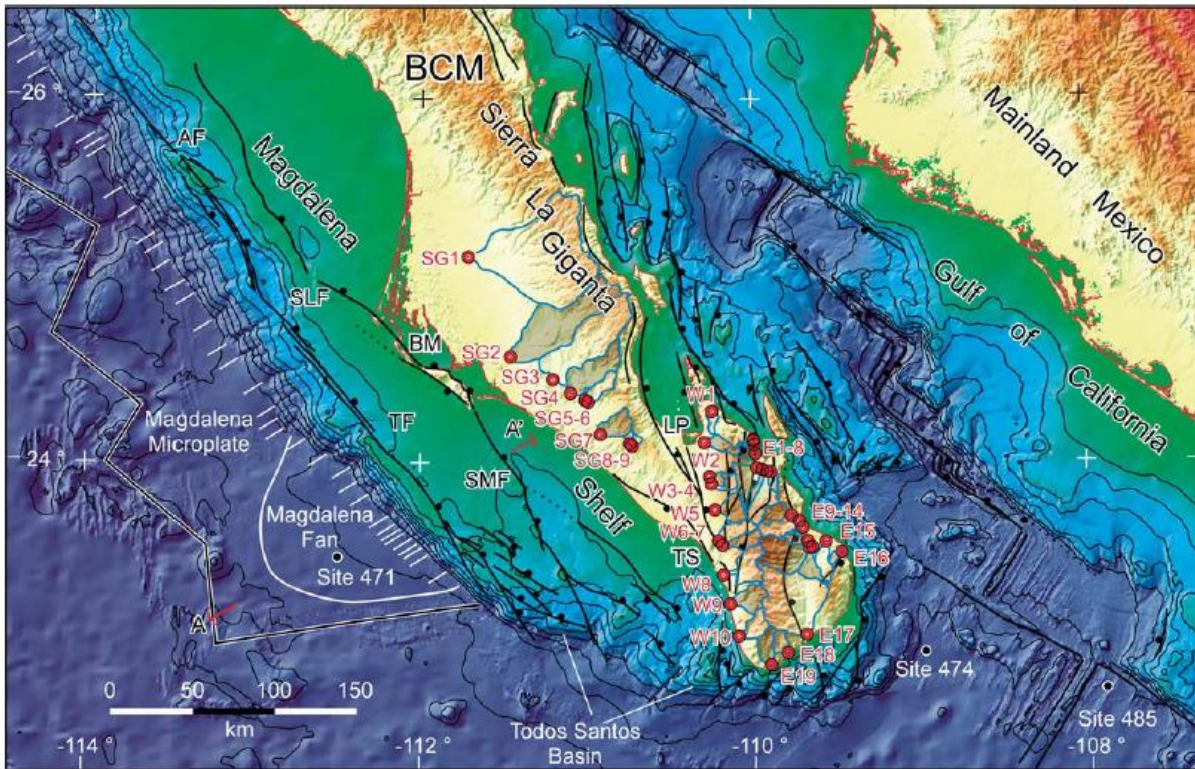 BCM
26 °
Sierra
La
Giganta
Mainland
Mexico
AF
Magdalena
Gulf
of
California
SG1
SLF
BM
SG2
SG3
SG4
SG5-6
SG7
SG8-9
W1
LP
E1-8
W2
W3-4
W5
W6-7
E9-14
E15
E16
Magdalena
Microplate
TF
A'
24 °
SMF
Shelf
Magdalena
Fan
Site 471
TS
W8
W9
W10
E17
E18
E19
A
Site 474
Site 485
0 50 100 150
km
Todos Santos
Basin
-114 °
-112 °
-110 °
-108 °